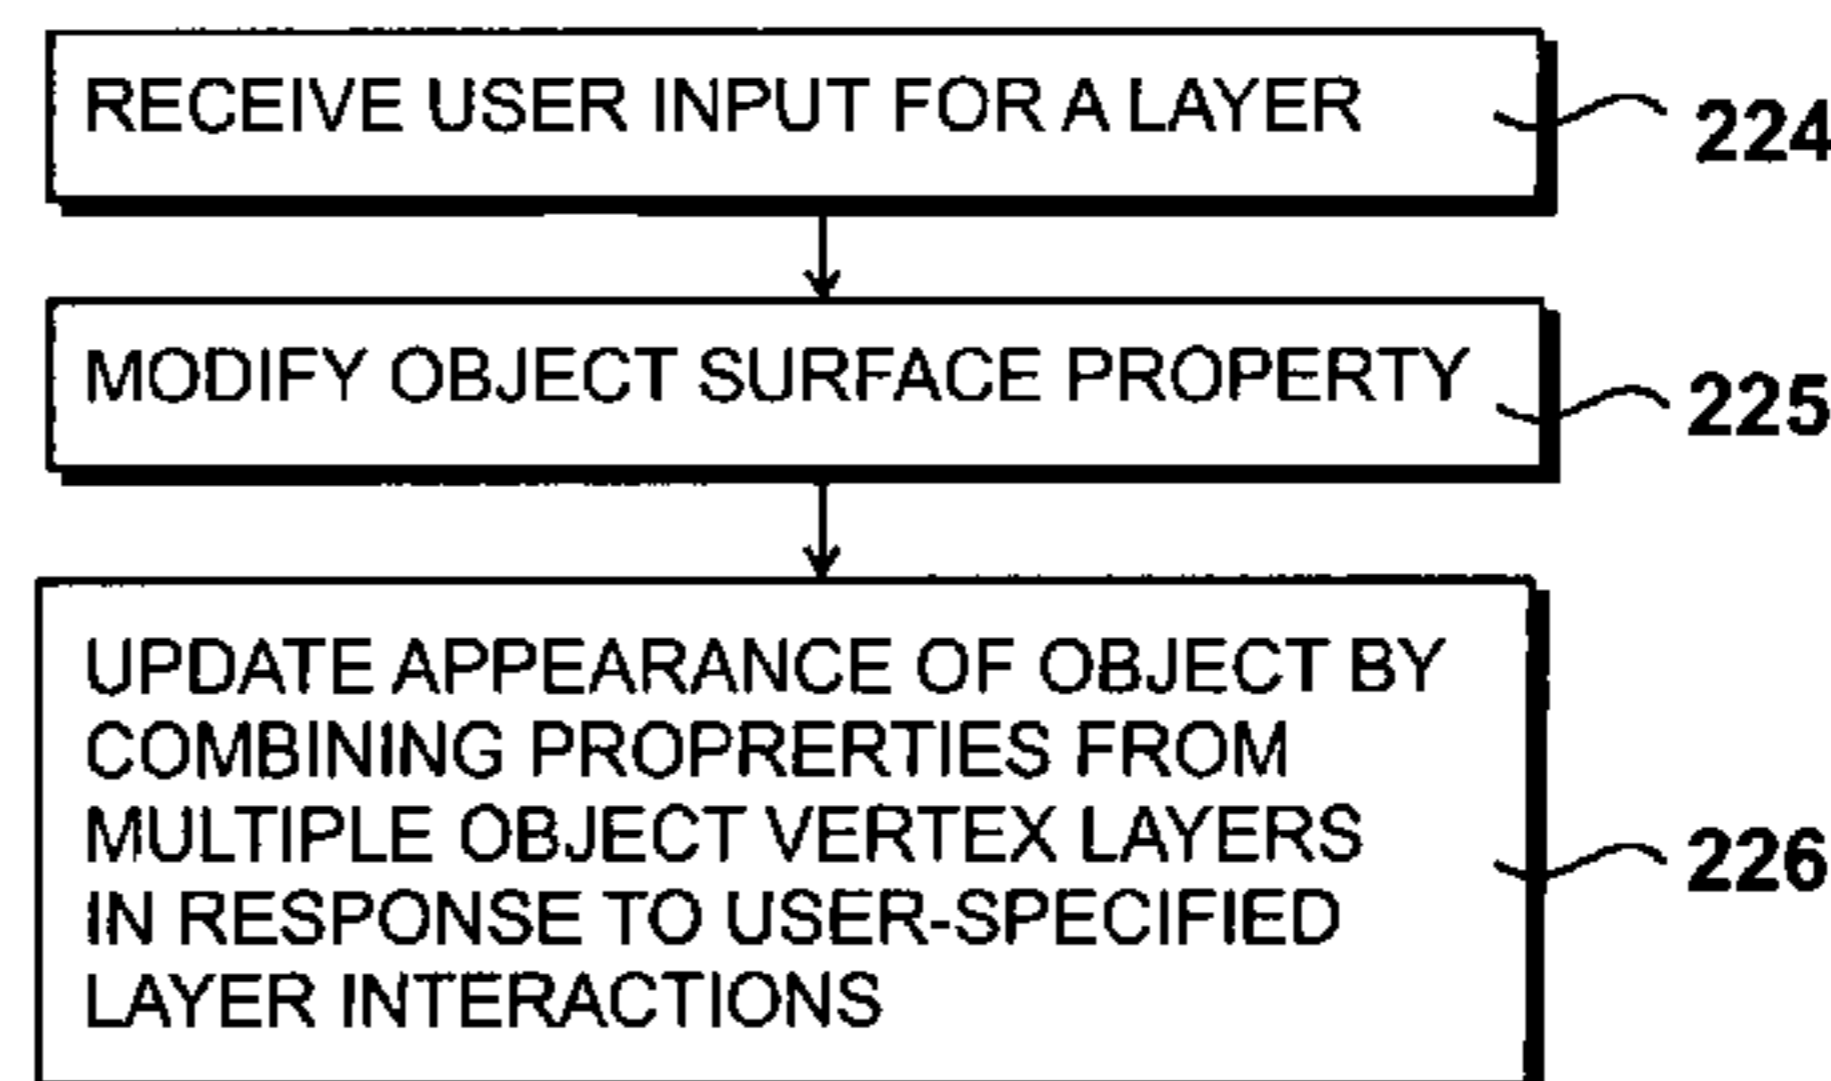 RECEIVE USER INPUT FOR A LAYER
224
MODIFY OBJECT SURFACE PROPERTY
225
UPDATE APPEARANCE OF OBJECT BY
COMBINING PROPRERTIES FROM
MULTIPLE OBJECT VERTEX LAYERS
IN RESPONSE TO USER-SPECIFIED
LAYER INTERACTIONS
226